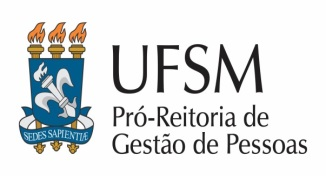 UFSM
Pró-Reitoria de
Gestão de Pessoas
SEDES SAPIENTIÆ